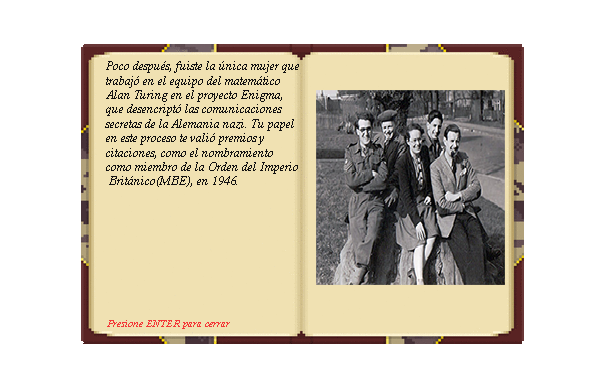 Poco después, fuiste la única mujer que
trabajó en el equipo del matemático
Alan Turing en el proyecto Enigma,
que desencriptó las comunicaciones
secretas de la Alemania nazi. Tu papel
en este proceso te valió premios y
citaciones, como el nombramiento
como miembro de la Orden del Imperio
Británico(MBE), en 1946.
Presione ENTER para cerrar